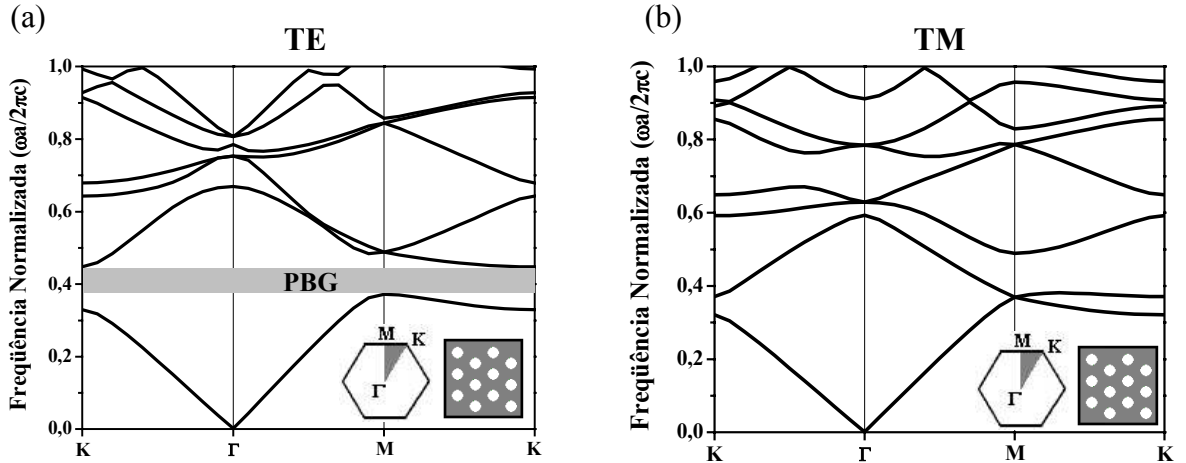 (a)
TE
Freqüência Normalizada (ωa/2πc)
1,0
0,8
0,6
0,4
0,2
0,0
PBG
M
K
Γ
K
Γ
M
K
(b)
TM
Freqüência Normalizada (ωa/2πc)
1,0
0,8
0,6
0,4
0,2
0,0
M
K
Γ
K
Γ
M
K